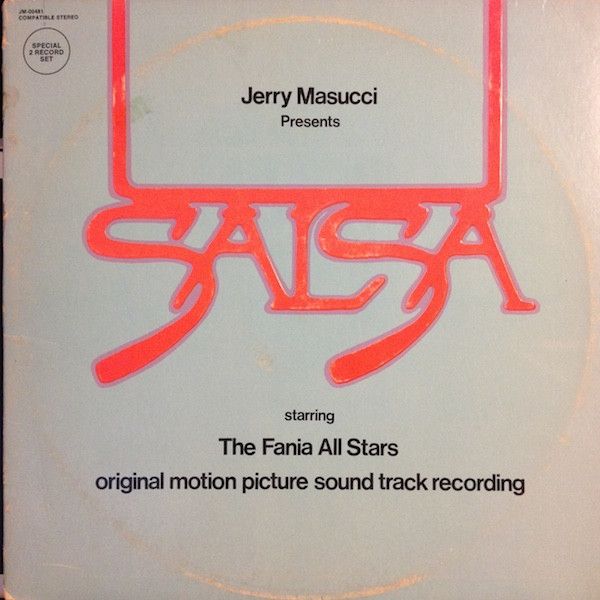 JM-00481
COMPATIBLE STEREO
SPECIAL
2 RECORD
SET
Jerry Masucci
Presents
SALSA
starring
The Fania All Stars
original motion picture sound track recording